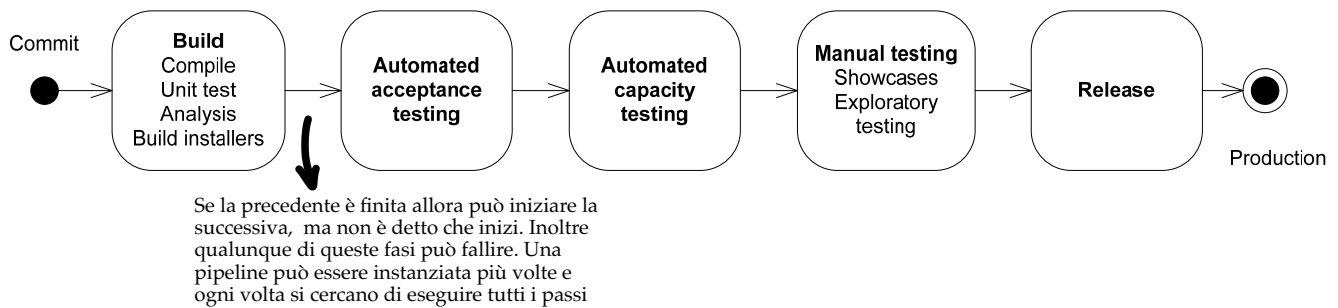 Commit
Build
Compile
Unit test
Analysis
Build installers
Automated
acceptance
testing
Automated
capacity
testing
Manual testing
Showcases
Exploratory
testing
Release
Production
Se la precedente è finita allora può iniziare la
successiva, ma non è detto che inizi. Inoltre
qualunque di queste fasi può fallire. Una
pipeline può essere instanziata più volte e
ogni volta si cercano di eseguire tutti i passi